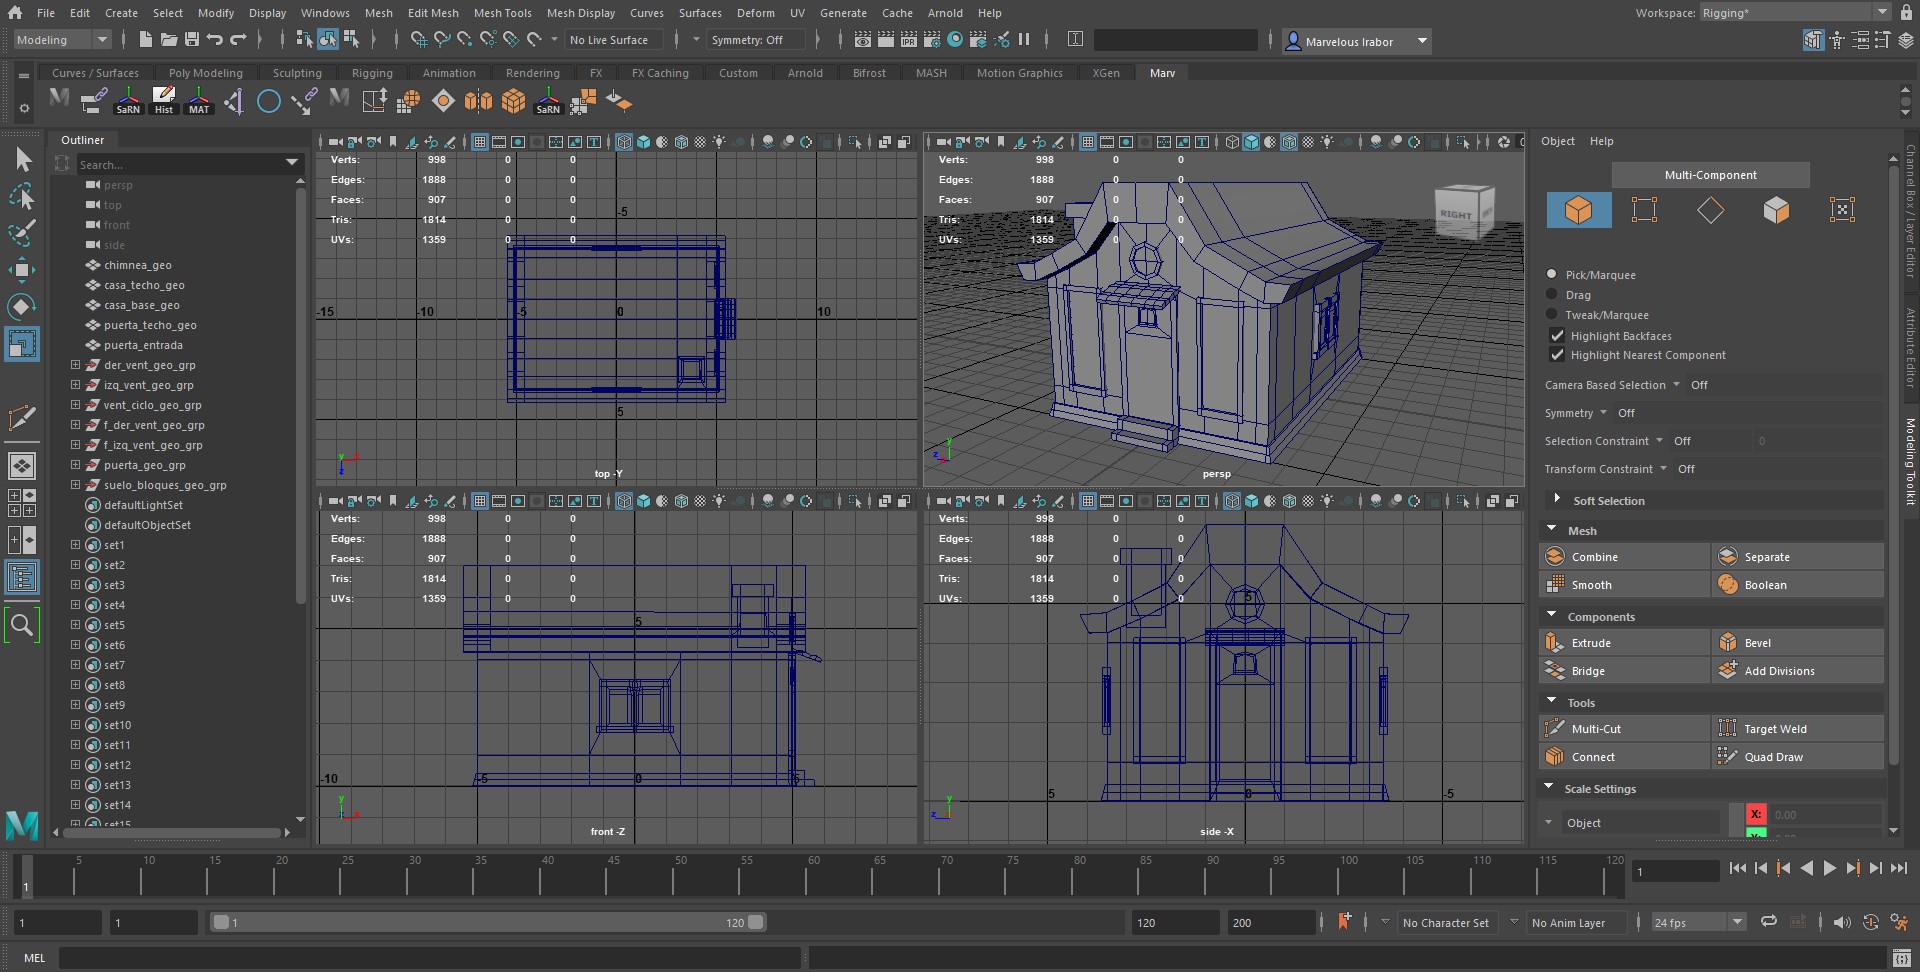 File Edit Create Select Modify Display Windows Mesh Edit Mesh Mesh Tools Mesh Display Curves Surfaces Deform UV Generate Cache Arnold Help Workspace: Rigging*
Modeling No Live Surface Symmetry: Off IPR Marvelous Irabor
Curves / Surfaces Poly Modeling Sculpting Rigging Animation Rendering FX FX Caching Custom Arnold Bifrost MASH Motion Graphics XGen Marv
SaRN Hist MAT SaRN
Outliner
Search...
persp
top
front
side
chimnea_geo
casa_techo_geo
casa_base_geo
puerta_techo_geo
puerta_entrada
der_vent_geo_grp
izq_vent_geo_grp
vent_ciclo_geo_grp
f_der_vent_geo_grp
f_izq_vent_geo_grp
puerta_geo_grp
suelo_bloques_geo_grp
defaultLightSet
defaultObjectSet
set1
set2
set3
set4
set5
set6
set7
set8
set9
set10
set11
set12
set13
set14
set15
Verts: 998 0 0
Edges: 1888 0 0
Faces: 907 0 0
Tris: 1814 0 0
UVs: 1359 0 0
-5
-15 -10 -5 0 10
5
top -Y
Verts: 998 0 0
Edges: 1888 0 0
Faces: 907 0 0
Tris: 1814 0 0
UVs: 1359 0 0
RIGHT
persp
Verts: 998 0 0
Edges: 1888 0 0
Faces: 907 0 0
Tris: 1814 0 0
UVs: 1359 0 0
5
-10 -5 0 5
front -Z
Verts: 998 0 0
Edges: 1888 0 0
Faces: 907 0 0
Tris: 1814 0 0
UVs: 1359 0 0
5
5 0 -5
side -X
Object Help
Multi-Component
Pick/Marquee
Drag
Tweak/Marquee
Highlight Backfaces
Highlight Nearest Component
Camera Based Selection Off
Symmetry Off
Selection Constraint Off 0
Transform Constraint Off
Soft Selection
Mesh
Combine Separate
Smooth Boolean
Components
Extrude Bevel
Bridge Add Divisions
Tools
Multi-Cut Target Weld
Connect Quad Draw
Scale Settings
Object X: 0.00
Channel Box / Layer Editor
Attribute Editor
Modeling Toolkit
5 10 15 20 25 30 35 40 45 50 55 60 65 70 75 80 85 90 95 100 105 110 115 120
1 1
1 1 1 120 120 200 No Character Set No Anim Layer 24 fps
MEL